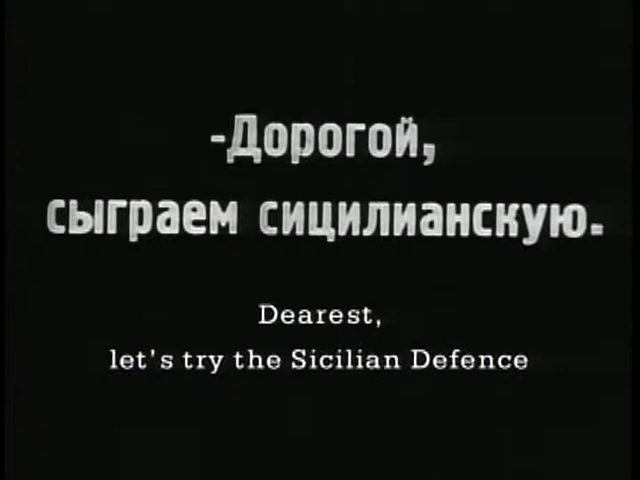 -Дорогой,
сыграем сицилианскую.
Dearest,
let's try the Sicilian Defence